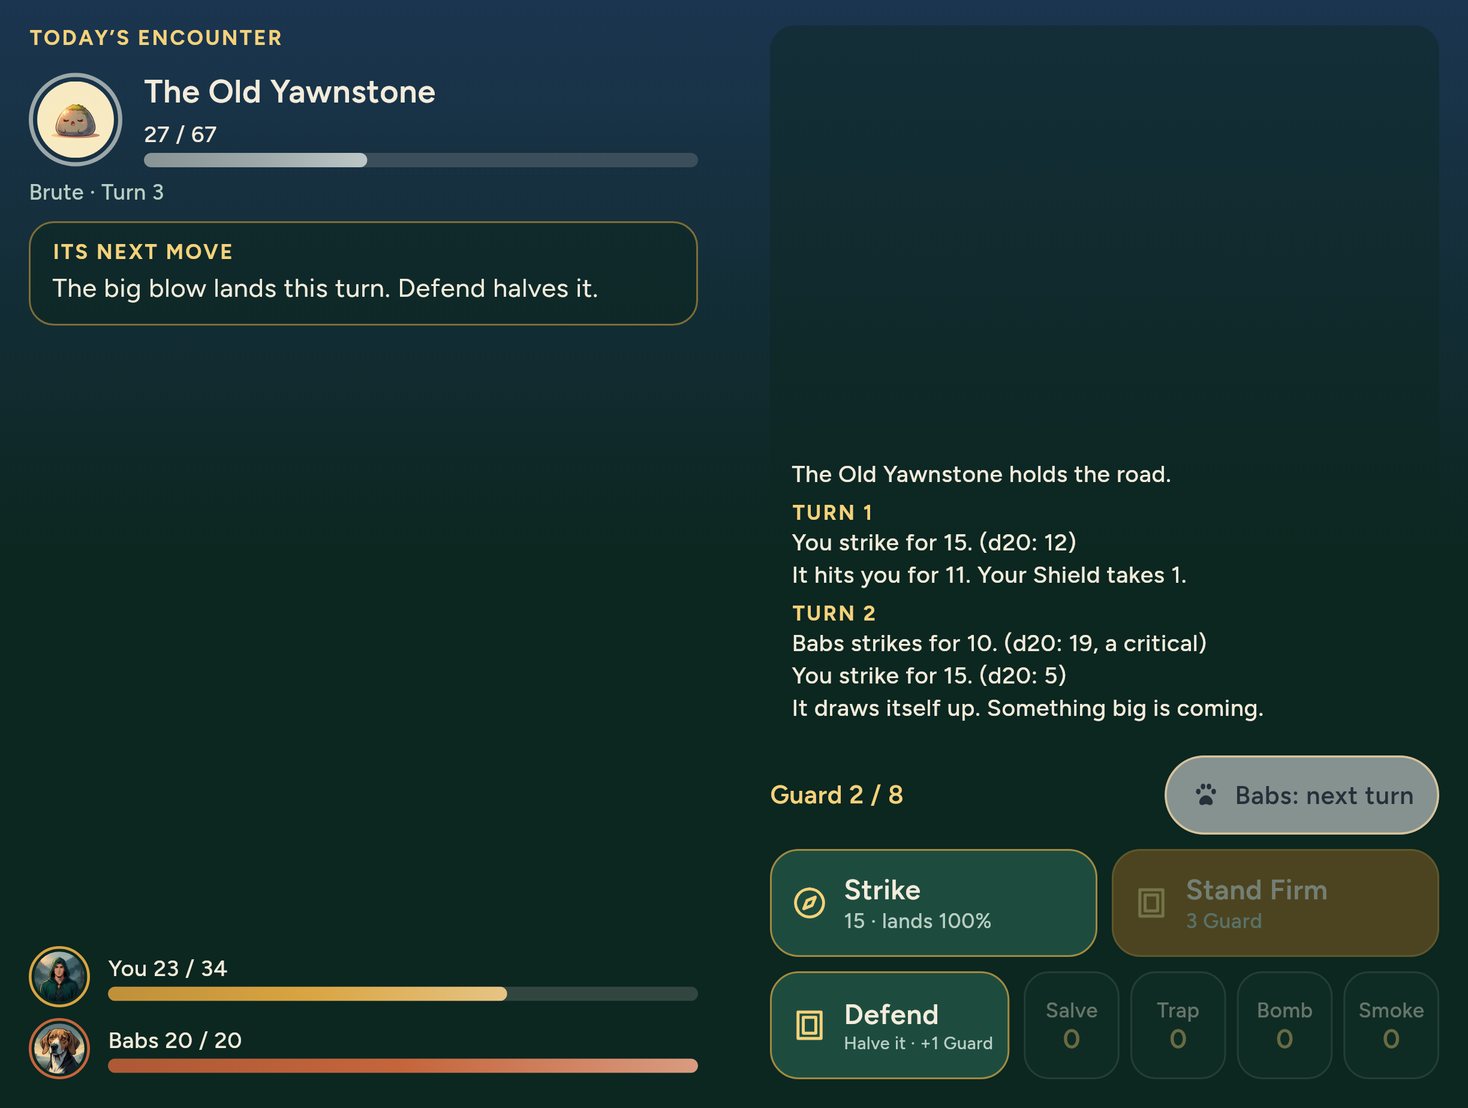 TODAY’S ENCOUNTER
The Old Yawnstone
27 / 67
Brute · Turn 3
ITS NEXT MOVE
The big blow lands this turn. Defend halves it.
You 23 / 34
Babs 20 / 20
The Old Yawnstone holds the road.
TURN 1
You strike for 15. (d20: 12)
It hits you for 11. Your Shield takes 1.
TURN 2
Babs strikes for 10. (d20: 19, a critical)
You strike for 15. (d20: 5)
It draws itself up. Something big is coming.
Guard 2 / 8
Babs: next turn
Strike
15 · lands 100%
Stand Firm
3 Guard
Defend
Halve it · +1 Guard
Salve
0
Trap
0
Bomb
0
Smoke
0